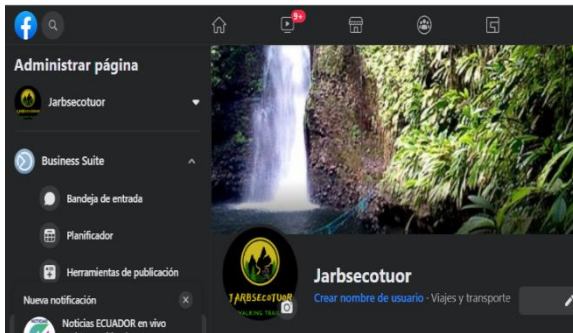 9+
Administrar página
Jarbsecotuor
Business Suite
Bandeja de entrada
Planificador
Herramientas de publicación
Nueva notificación
Noticias ECUADOR en vivo
JARBSECOTUOR
WALKING TRAIL
Jarbsecotuor
Crear nombre de usuario - Viajes y transporte